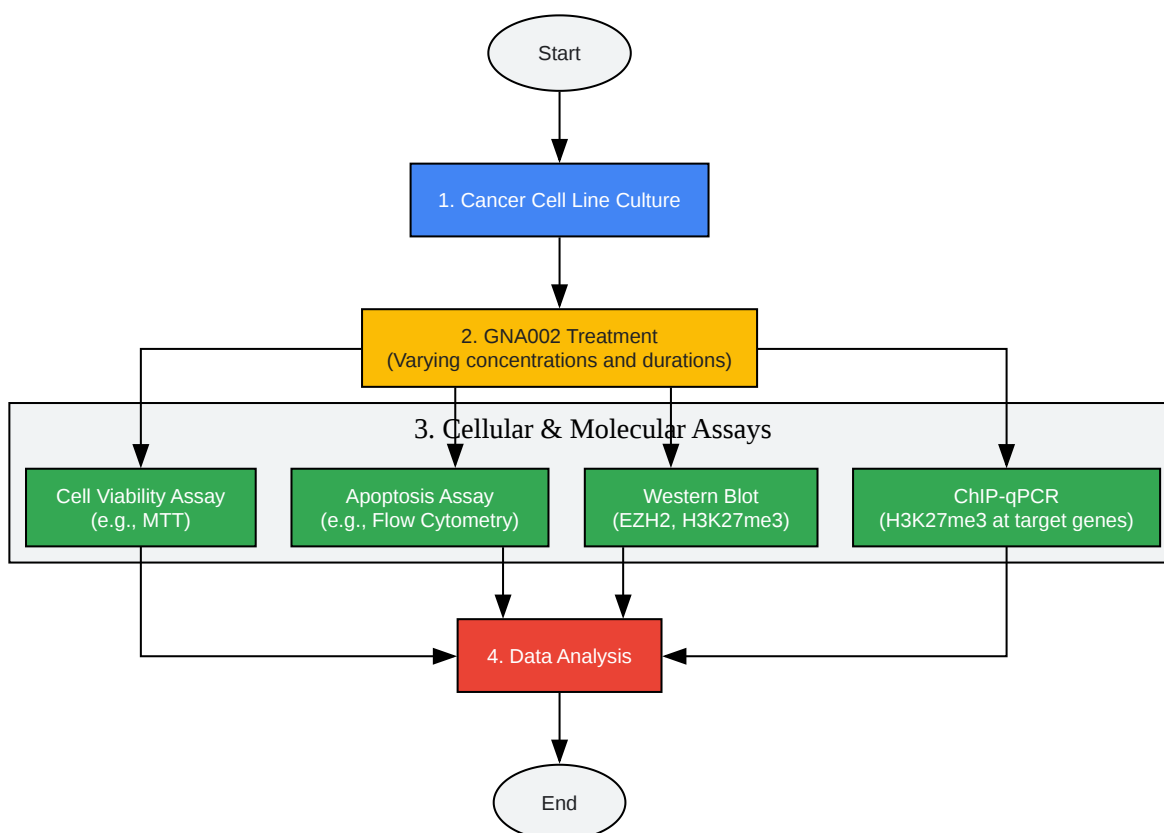 Start
1. Cancer Cell Line Culture
2. GNA002 Treatment
(Varying concentrations and durations)
3. Cellular & Molecular Assays
Cell Viability Assay
(e.g., MTT)
Apoptosis Assay
(e.g., Flow Cytometry)
Western Blot
(EZH2, H3K27me3)
ChIP-qPCR
(H3K27me3 at target genes)
4. Data Analysis
End